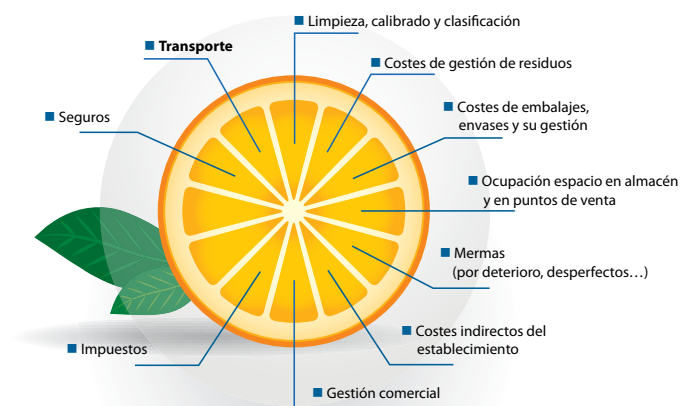 Limpieza, calibrado y clasificación
Transporte
Costes de gestión de residuos
Costes de embalajes,
envases y su gestión
Seguros
Ocupación espacio en almacén
y en puntos de venta
Mermas
(por deterioro, desperfectos…)
Costes indirectos del
establecimiento
Impuestos
Gestión comercial